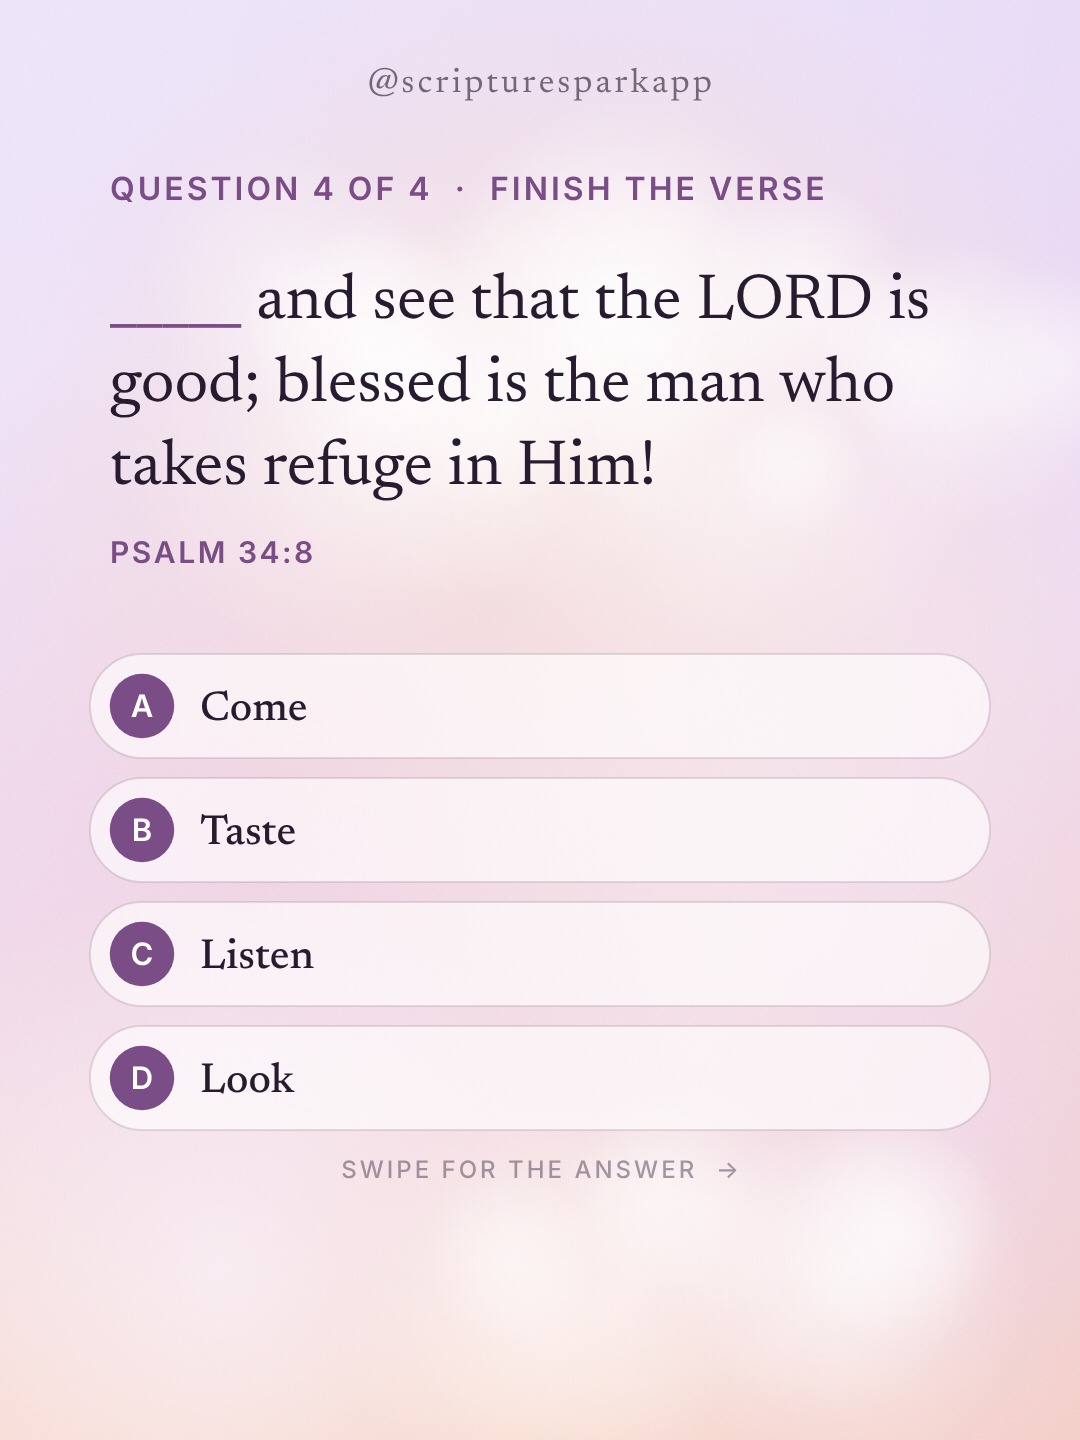 @scripturesparkapp
QUESTION 4 OF 4 · FINISH THE VERSE
_____ and see that the LORD is
good; blessed is the man who
takes refuge in Him!
PSALM 34:8
A Come
B Taste
C Listen
D Look
SWIPE FOR THE ANSWER →